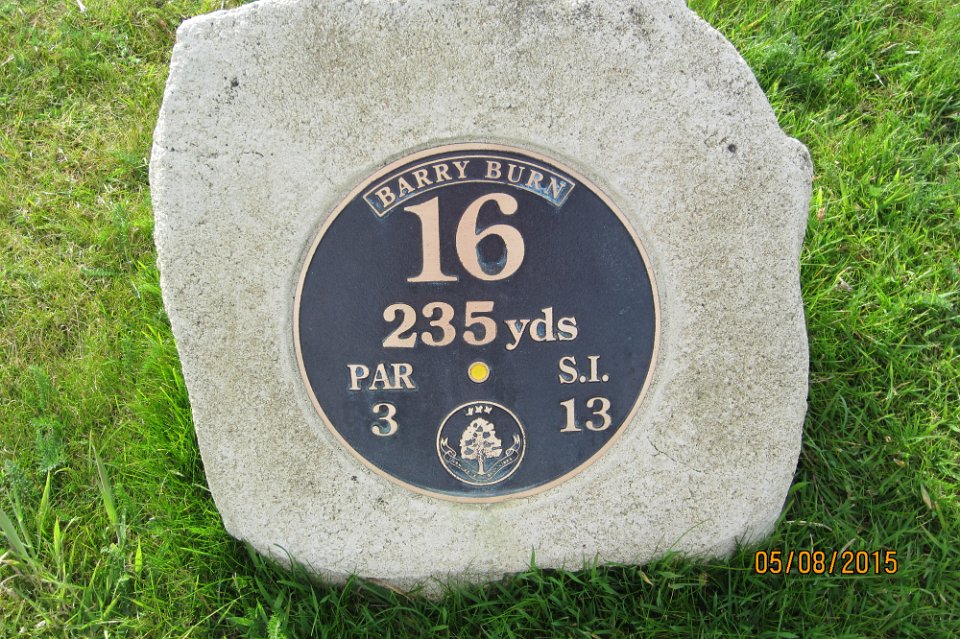 BARRY BURN
16
235 yds
PAR S.I.
3 13
05/08/2015